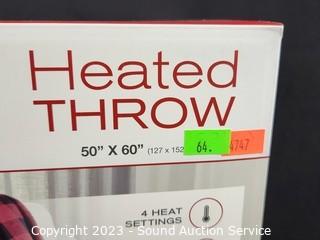 Heated
THROW
50” X 60” (127 x 152
64.
4747
4 HEAT
SETTINGS
Copyright 2023 - Sound Auction Service